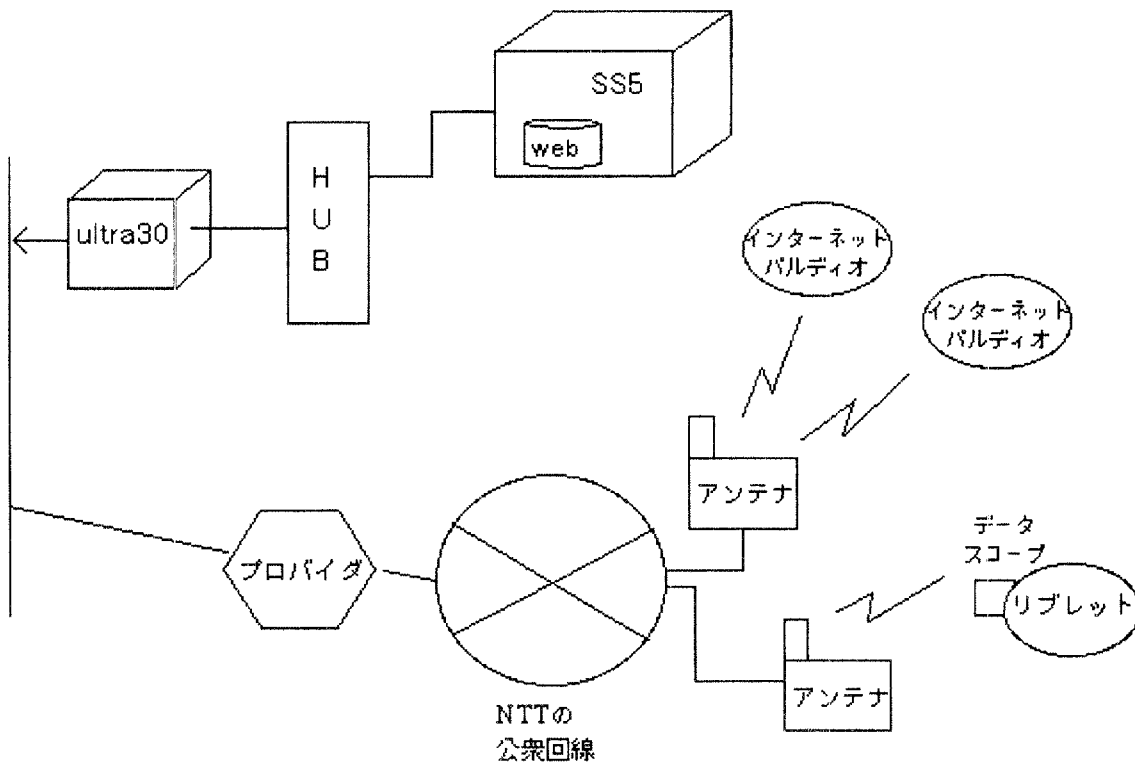 SS5
web
H
U
B
ultra30
インターネット
パルディオ
インターネット
パルディオ
アンテナ
データ
スコープ
リブレット
プロバイダ
アンテナ
NTTの
公衆回線